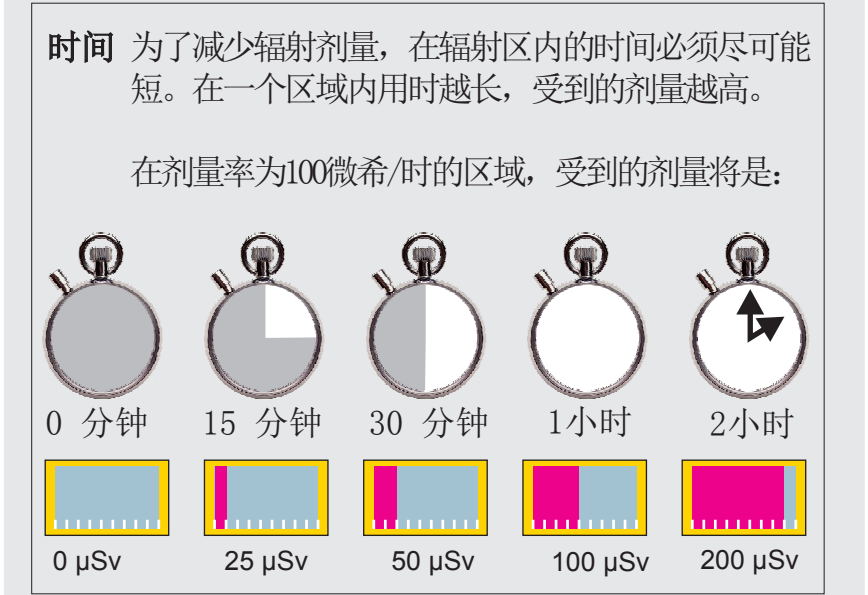 时间 为了减少辐射剂量，在辐射区内的时间必须尽可能
短。在一个区域内用时越长，受到的剂量越高。
在剂量率为100微希/时的区域，受到的剂量将是：
0 分钟 15 分钟 30 分钟 1小时 2小时
0 μSv 25 μSv 50 μSv 100 μSv 200 μSv